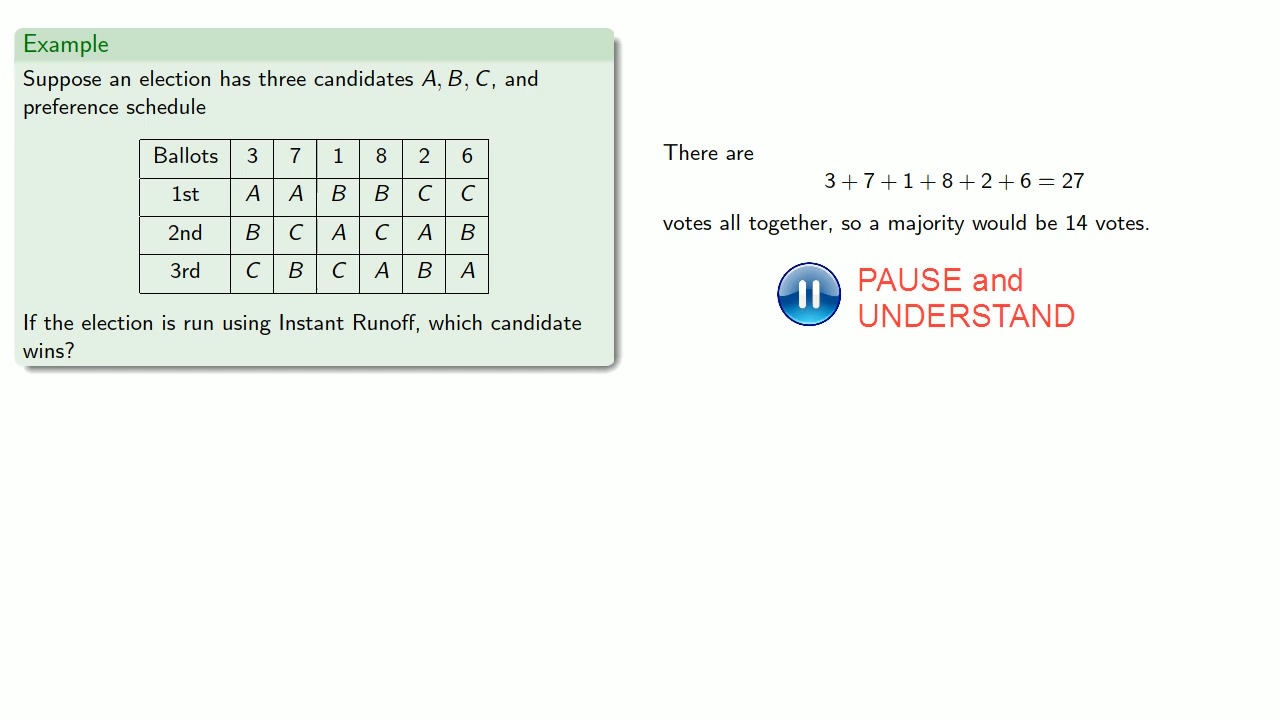 Example
Suppose an election has three candidates A, B, C, and
preference schedule
Ballots 3 7 1 8 2 6
1st A A B B C C
2nd B C A C A B
3rd C B C A B A
If the election is run using Instant Runoff, which candidate
wins?
There are
3 + 7 + 1 + 8 + 2 + 6 = 27
votes all together, so a majority would be 14 votes.
PAUSE and
UNDERSTAND